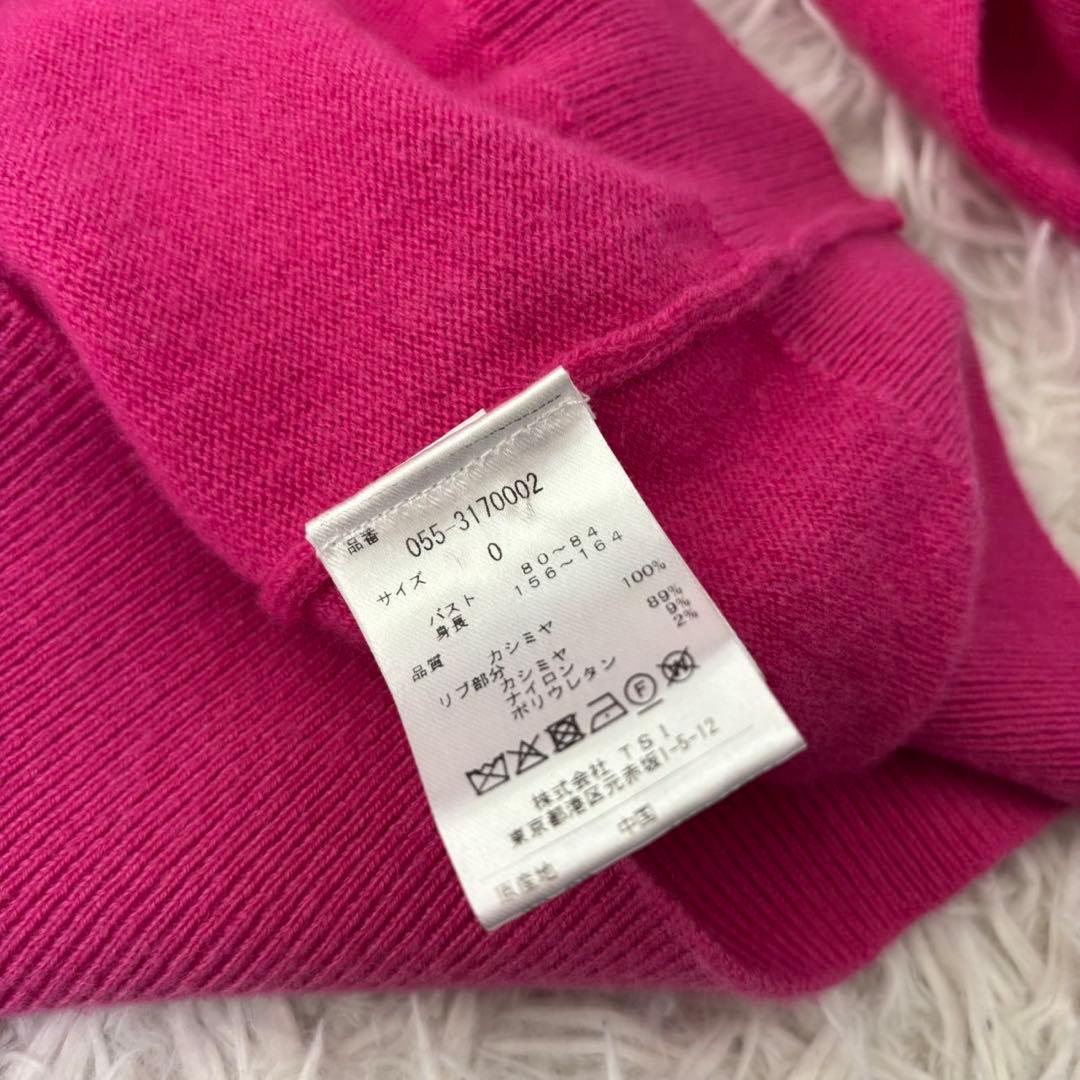 品番 055-3170002
サイズ 0
バスト 80～84
身長 156～164
品質 カシミヤ 100%
リブ部分 カシミヤ 89%
ナイロン 9%
ポリウレタン 2%
F W
株式会社 TSI
東京都港区元赤坂1-5-12
原産地 中国